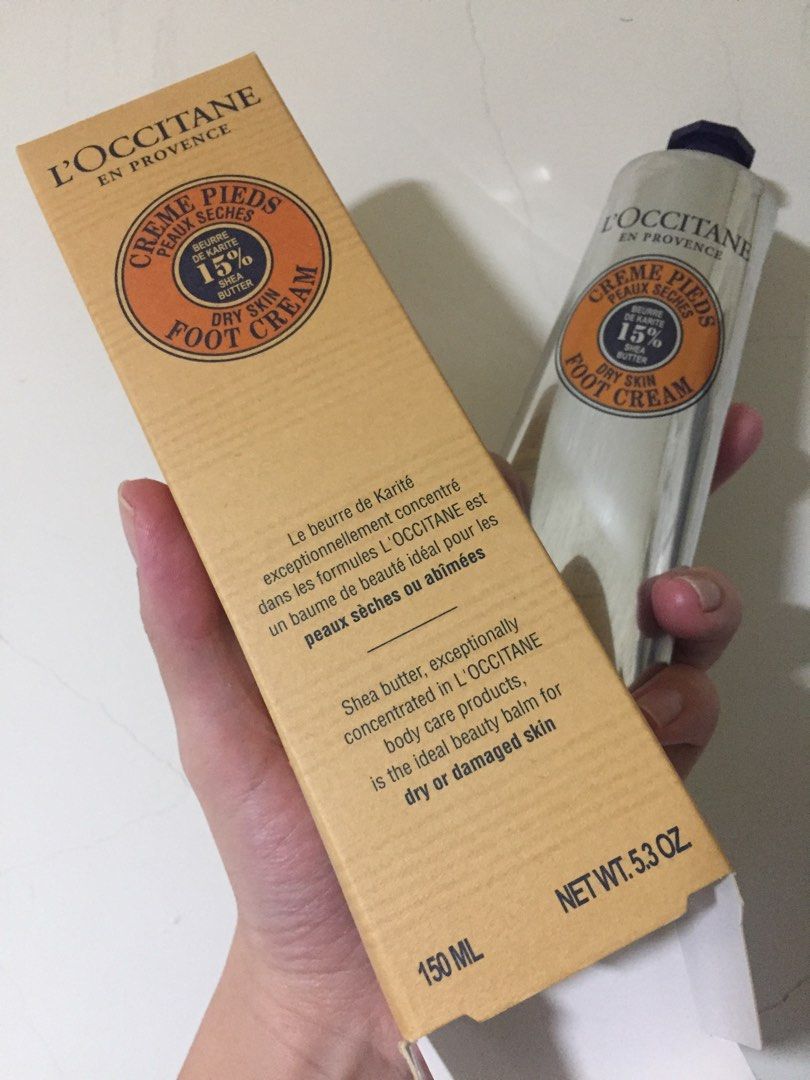 L'OCCITANE
EN PROVENCE
CREME PIEDS
PEAUX SECHES
BEURRE
DE KARITE
15%
SHEA
BUTTER
DRY SKIN
FOOT CREAM
Le beurre de Karité
exceptionnellement concentré
dans les formules L'OCCITANE est
un baume de beauté idéal pour les
peaux sèches ou abîmées
Shea butter, exceptionally
concentrated in L'OCCITANE
body care products,
is the ideal beauty balm for
dry or damaged skin
150 ML
NET WT. 5.3 OZ.
L'OCCITANE
EN PROVENCE
CREME PIEDS
PEAUX SECHES
BEURRE
DE KARITE
15%
SHEA
BUTTER
DRY SKIN
FOOT CREAM